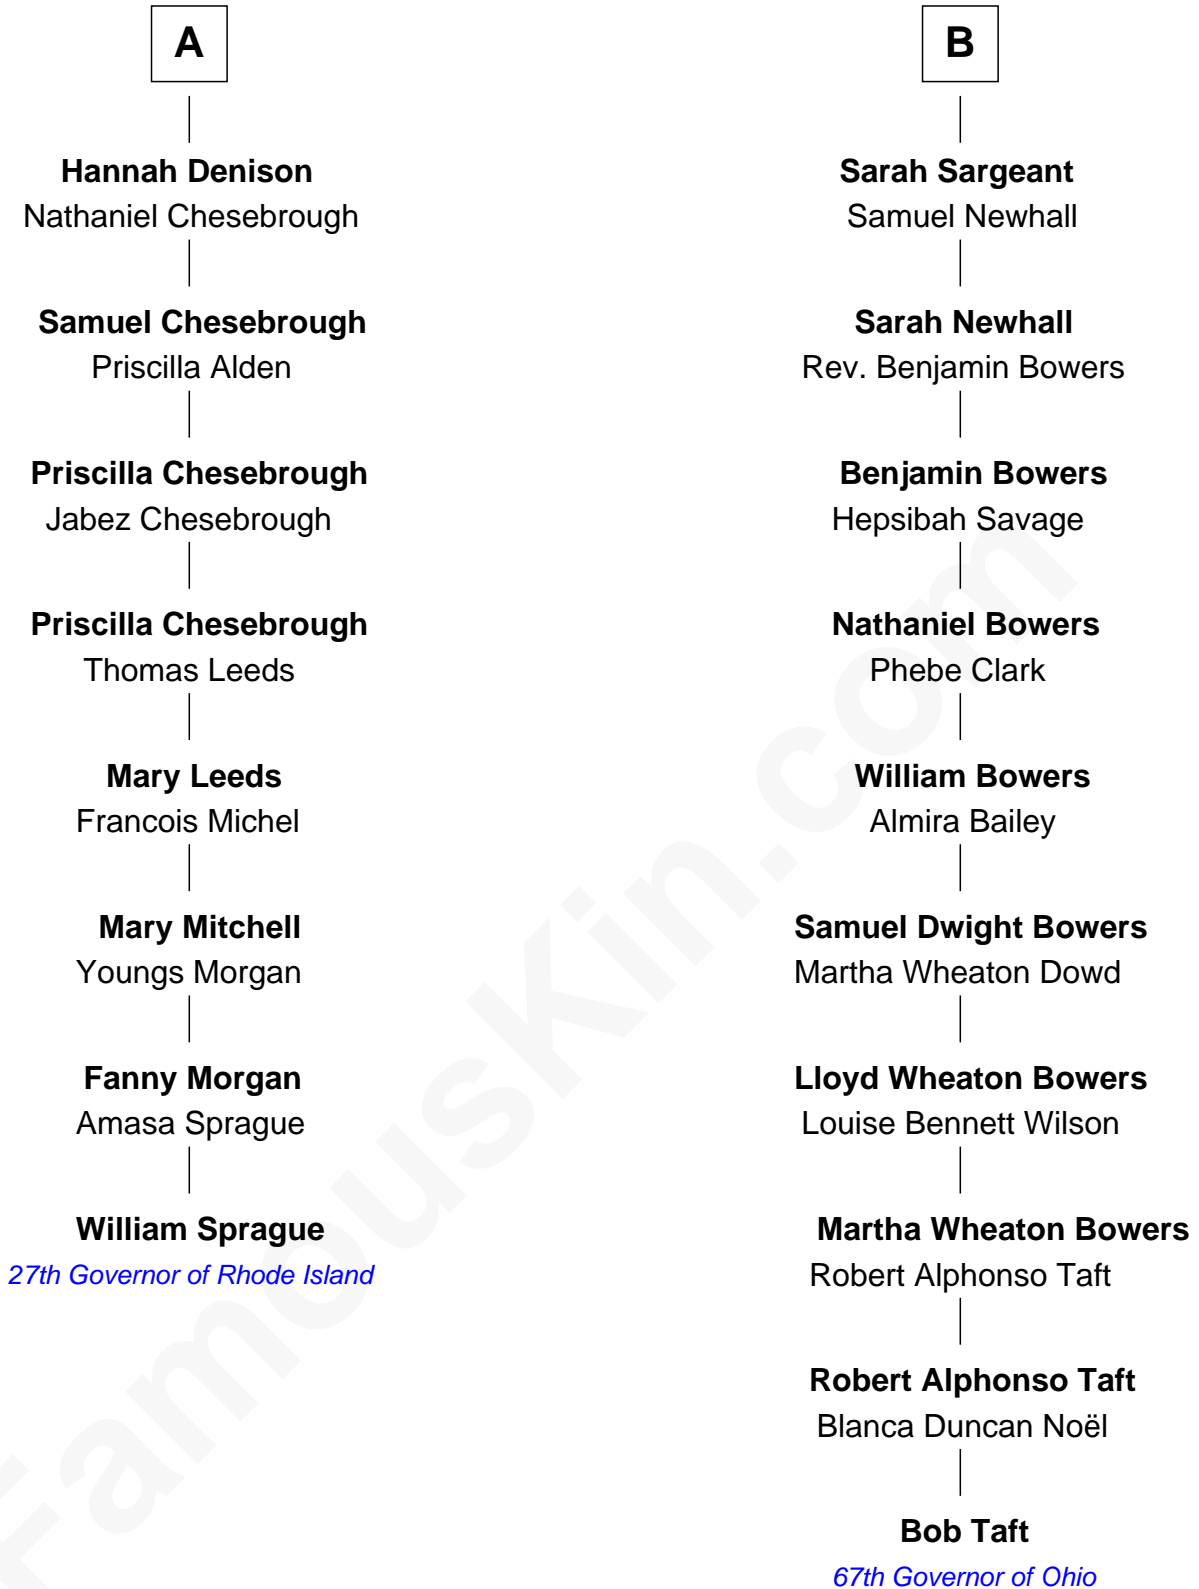 A
Hannah Denison
Nathaniel Chesebrough
Samuel Chesebrough
Priscilla Alden
Priscilla Chesebrough
Jabez Chesebrough
Priscilla Chesebrough
Thomas Leeds
Mary Leeds
Francois Michel
Mary Mitchell
Youngs Morgan
Fanny Morgan
Amasa Sprague
William Sprague
27th Governor of Rhode Island
B
Sarah Sargeant
Samuel Newhall
Sarah Newhall
Rev. Benjamin Bowers
Benjamin Bowers
Hepsibah Savage
Nathaniel Bowers
Phebe Clark
William Bowers
Almira Bailey
Samuel Dwight Bowers
Martha Wheaton Dowd
Lloyd Wheaton Bowers
Louise Bennett Wilson
Martha Wheaton Bowers
Robert Alphonso Taft
Robert Alphonso Taft
Blanca Duncan Noël
Bob Taft
67th Governor of Ohio
FamousKin.com